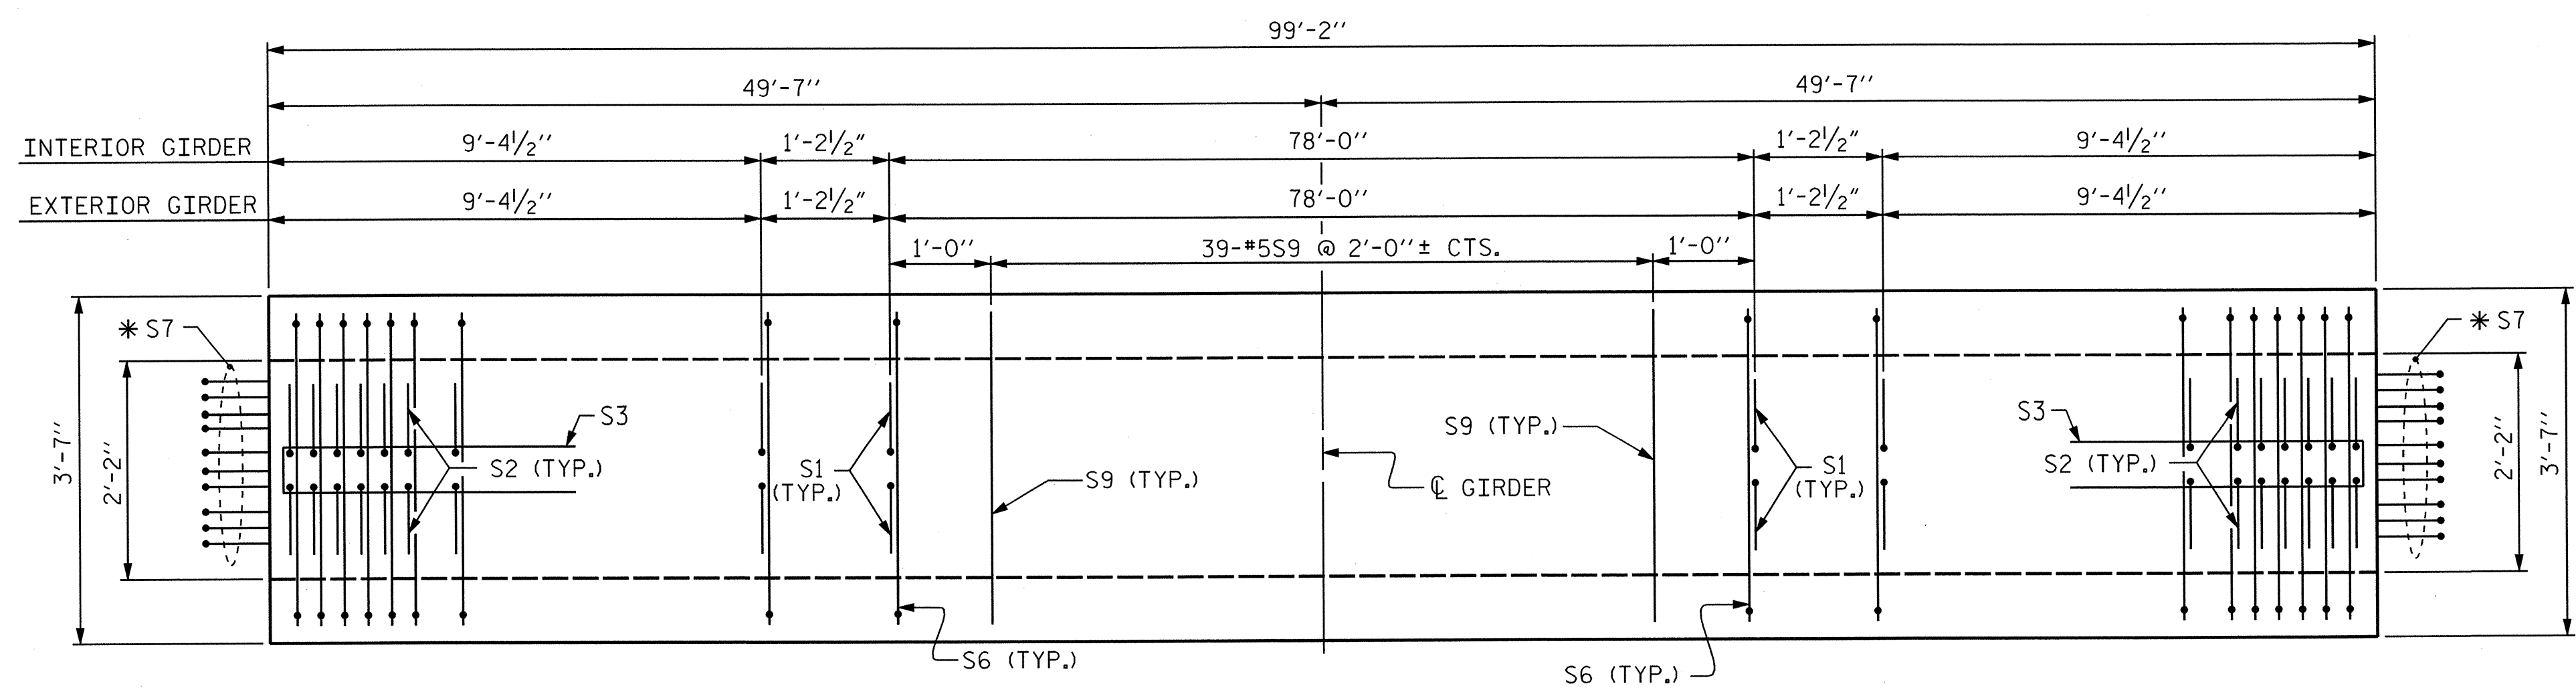 99'-2"
49'-7" 49'-7"
INTERIOR GIRDER 9'-4½" 1'-2½" 78'-0" 1'-2½" 9'-4½"
EXTERIOR GIRDER 9'-4½" 1'-2½" 78'-0" 1'-2½" 9'-4½"
1'-0" 39-#5S9 @ 2'-0"± CTS. 1'-0"
* S7 * S7
3'-7" 2'-2" S3 S9 (TYP.) S3 2'-2" 3'-7"
S2 (TYP.) S1 S1 S2 (TYP.)
(TYP.) S9 (TYP.) ℄ GIRDER (TYP.)
S6 (TYP.) S6 (TYP.)